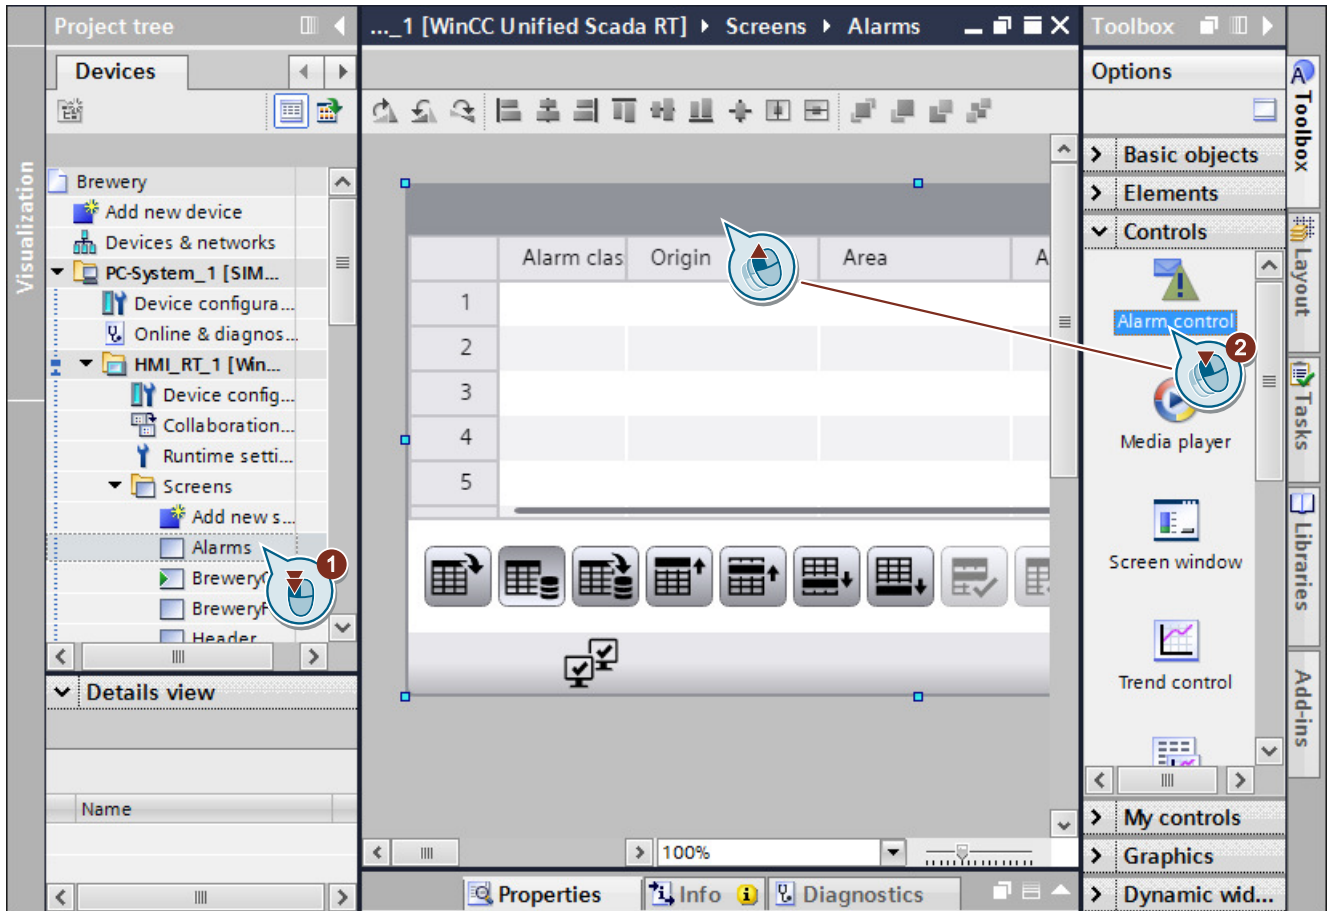 Project tree
Devices
Visualization
Brewery
Add new device
Devices & networks
PC-System_1 [SIM...
Device configura...
Online & diagnos...
HMI_RT_1 [Win...
Device config...
Collaboration...
Runtime setti...
Screens
Add new s...
Alarms
1
Header
Details view
Name
..._1 [WinCC Unified Scada RT]
Screens
Alarms
Alarm clas
Origin
Area
A
1
2
3
4
5
100%
Properties
Info
Diagnostics
Toolbox
Options
Basic objects
Elements
Controls
Alarm control
2
Media player
Screen window
Trend control
My controls
Graphics
Dynamic wid...
Toolbox
Layout
Tasks
Libraries
Add-ins